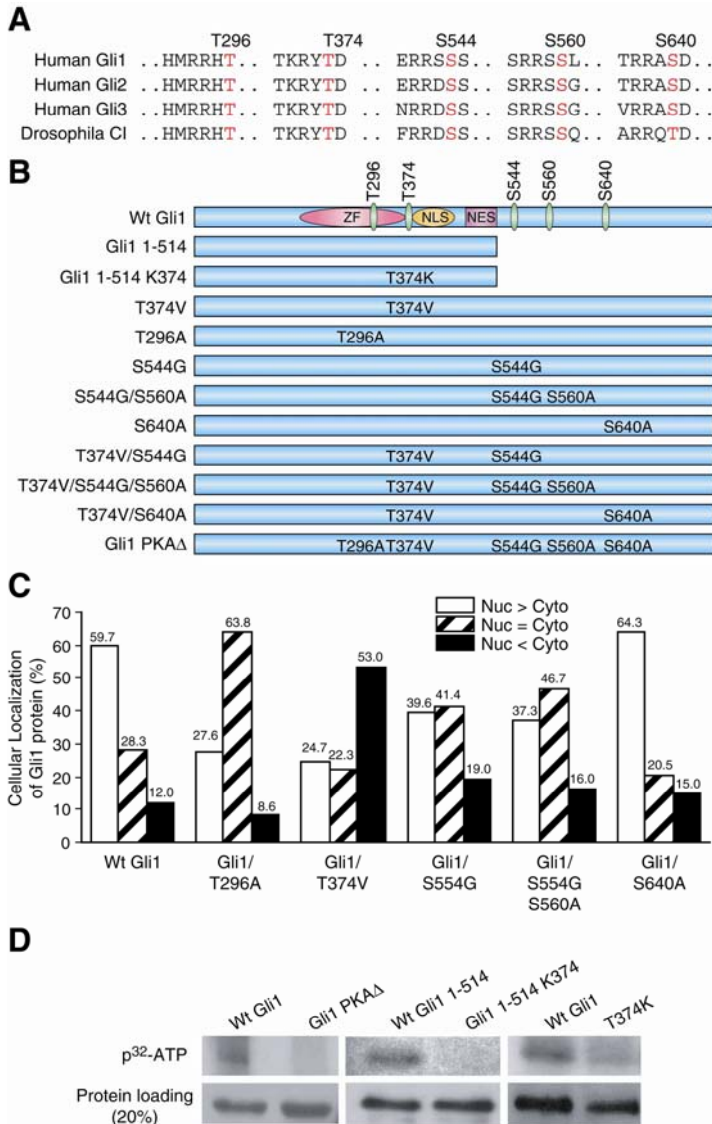 A
T296 T374 S544 S560 S640
Human Gli1 ..HMRRHT.. TKRYTD .. ERRSSS.. SRRSSL .. TRRASD..
Human Gli2 ..HMRRHT.. TKRYTD .. ERRSSS.. SRRSSG .. TRRASD..
Human Gli3 ..HMRRHT.. TKRYTD .. NRRDSS.. SRRSSG .. VRRASD..
Drosophila CI ..HMRRHT.. TKRYTD .. FRRDSS.. SRRSSQ .. ARRQTD..
B
T296 T374 S544 S560 S640
Wt Gli1 ZF NLS NES
Gli1 1-514
Gli1 1-514 K374 T374K
T374V T374V
T296A T296A
S544G S544G
S544G/S560A S544G S560A
S640A S640A
T374V/S544G T374V S544G
T374V/S544G/S560A T374V S544G S560A
T374V/S640A T374V S640A
Gli1 PKAΔ T296A T374V S544G S560A S640A
C
Cellular Localization
of Gli1 protein (%)
70
60
50
40
30
20
10
0
Nuc > Cyto
Nuc = Cyto
Nuc < Cyto
59.7 28.3 12.0
27.6 63.8 8.6
24.7 22.3 53.0
39.6 41.4 19.0
37.3 46.7 16.0
64.3 20.5 15.0
Wt Gli1
Gli1/
T296A
Gli1/
T374V
Gli1/
S554G
Gli1/
S554G
S560A
Gli1/
S640A
D
Wt Gli1 Gli1 PKAΔ Wt Gli1 1-514 Gli1 1-514 K374 Wt Gli1 T374K
p32-ATP
Protein loading
(20%)